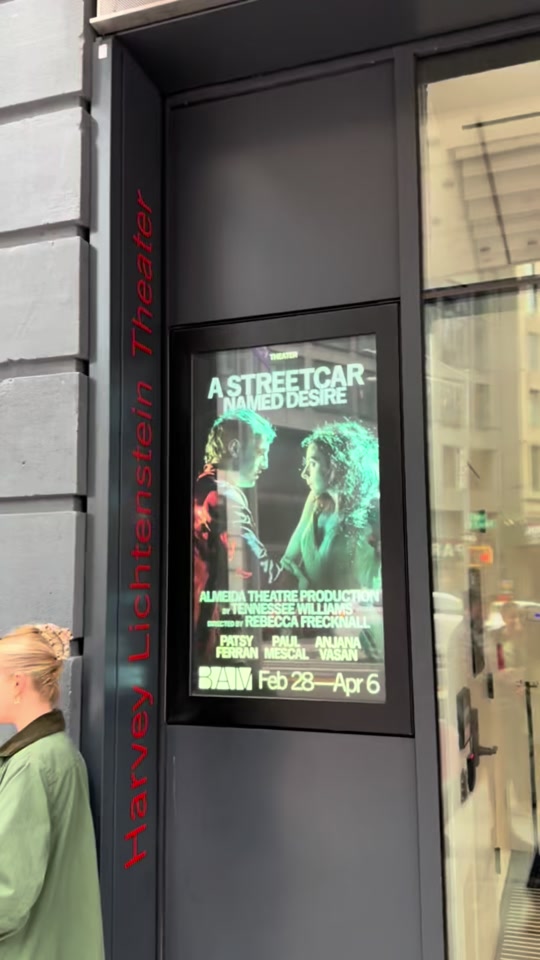 Harvey Lichtenstein Theater
THEATER
A STREETCAR
NAMED DESIRE
ALMEIDA THEATRE PRODUCTION
BY TENNESSEE WILLIAMS
DIRECTED BY REBECCA FRECKNALL
PATSY PAUL ANJANA
FERRAN MESCAL VASAN
BAM Feb 28—Apr 6